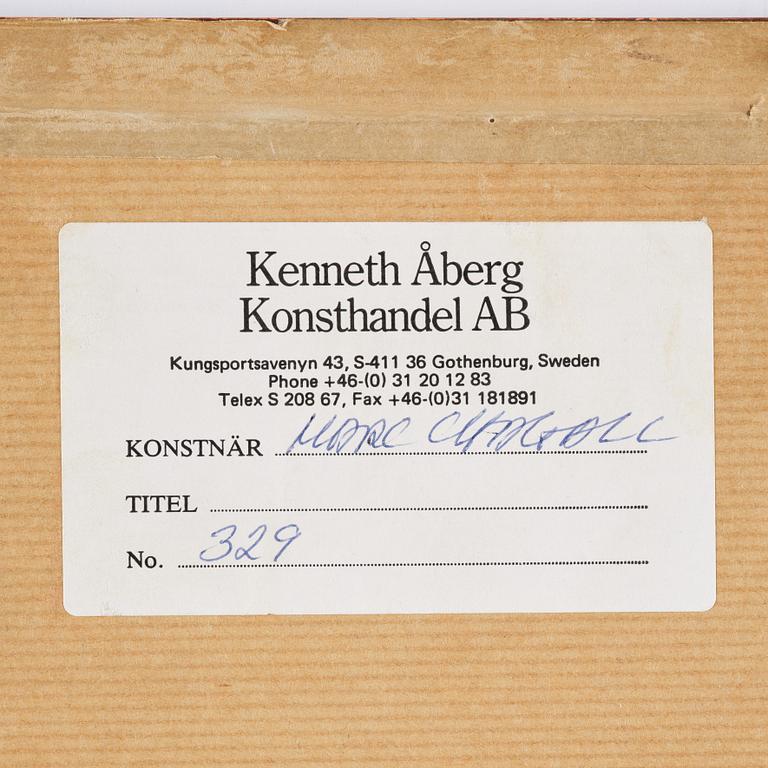 Kenneth Åberg
Konsthandel AB
Kungsportsavenyn 43, S-411 36 Gothenburg, Sweden
Phone +46-(0) 31 20 12 83
Telex S 208 67, Fax +46-(0)31 181891
KONSTNÄR MARC CHAGALL
TITEL
No. 329